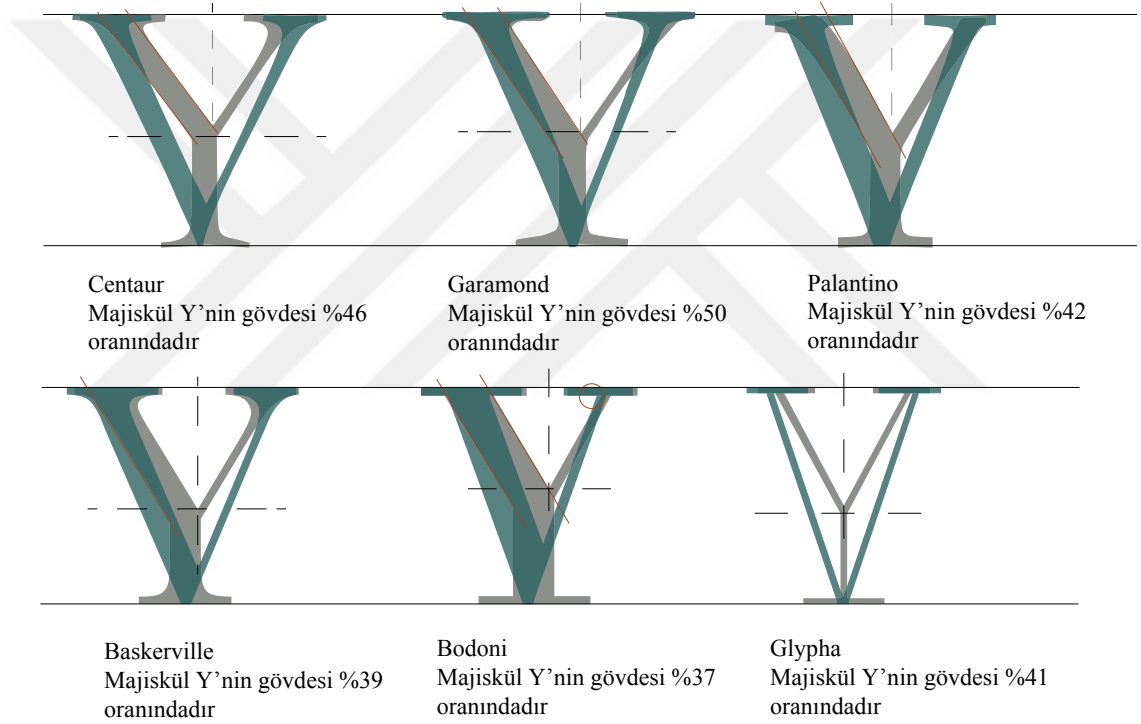 Centaur
Majiskül Y’nin gövdesi %46
oranındadır
Garamond
Majiskül Y’nin gövdesi %50
oranındadır
Palantino
Majiskül Y’nin gövdesi %42
oranındadır
Baskerville
Majiskül Y’nin gövdesi %39
oranındadır
Bodoni
Majiskül Y’nin gövdesi %37
oranındadır
Glypha
Majiskül Y’nin gövdesi %41
oranındadır